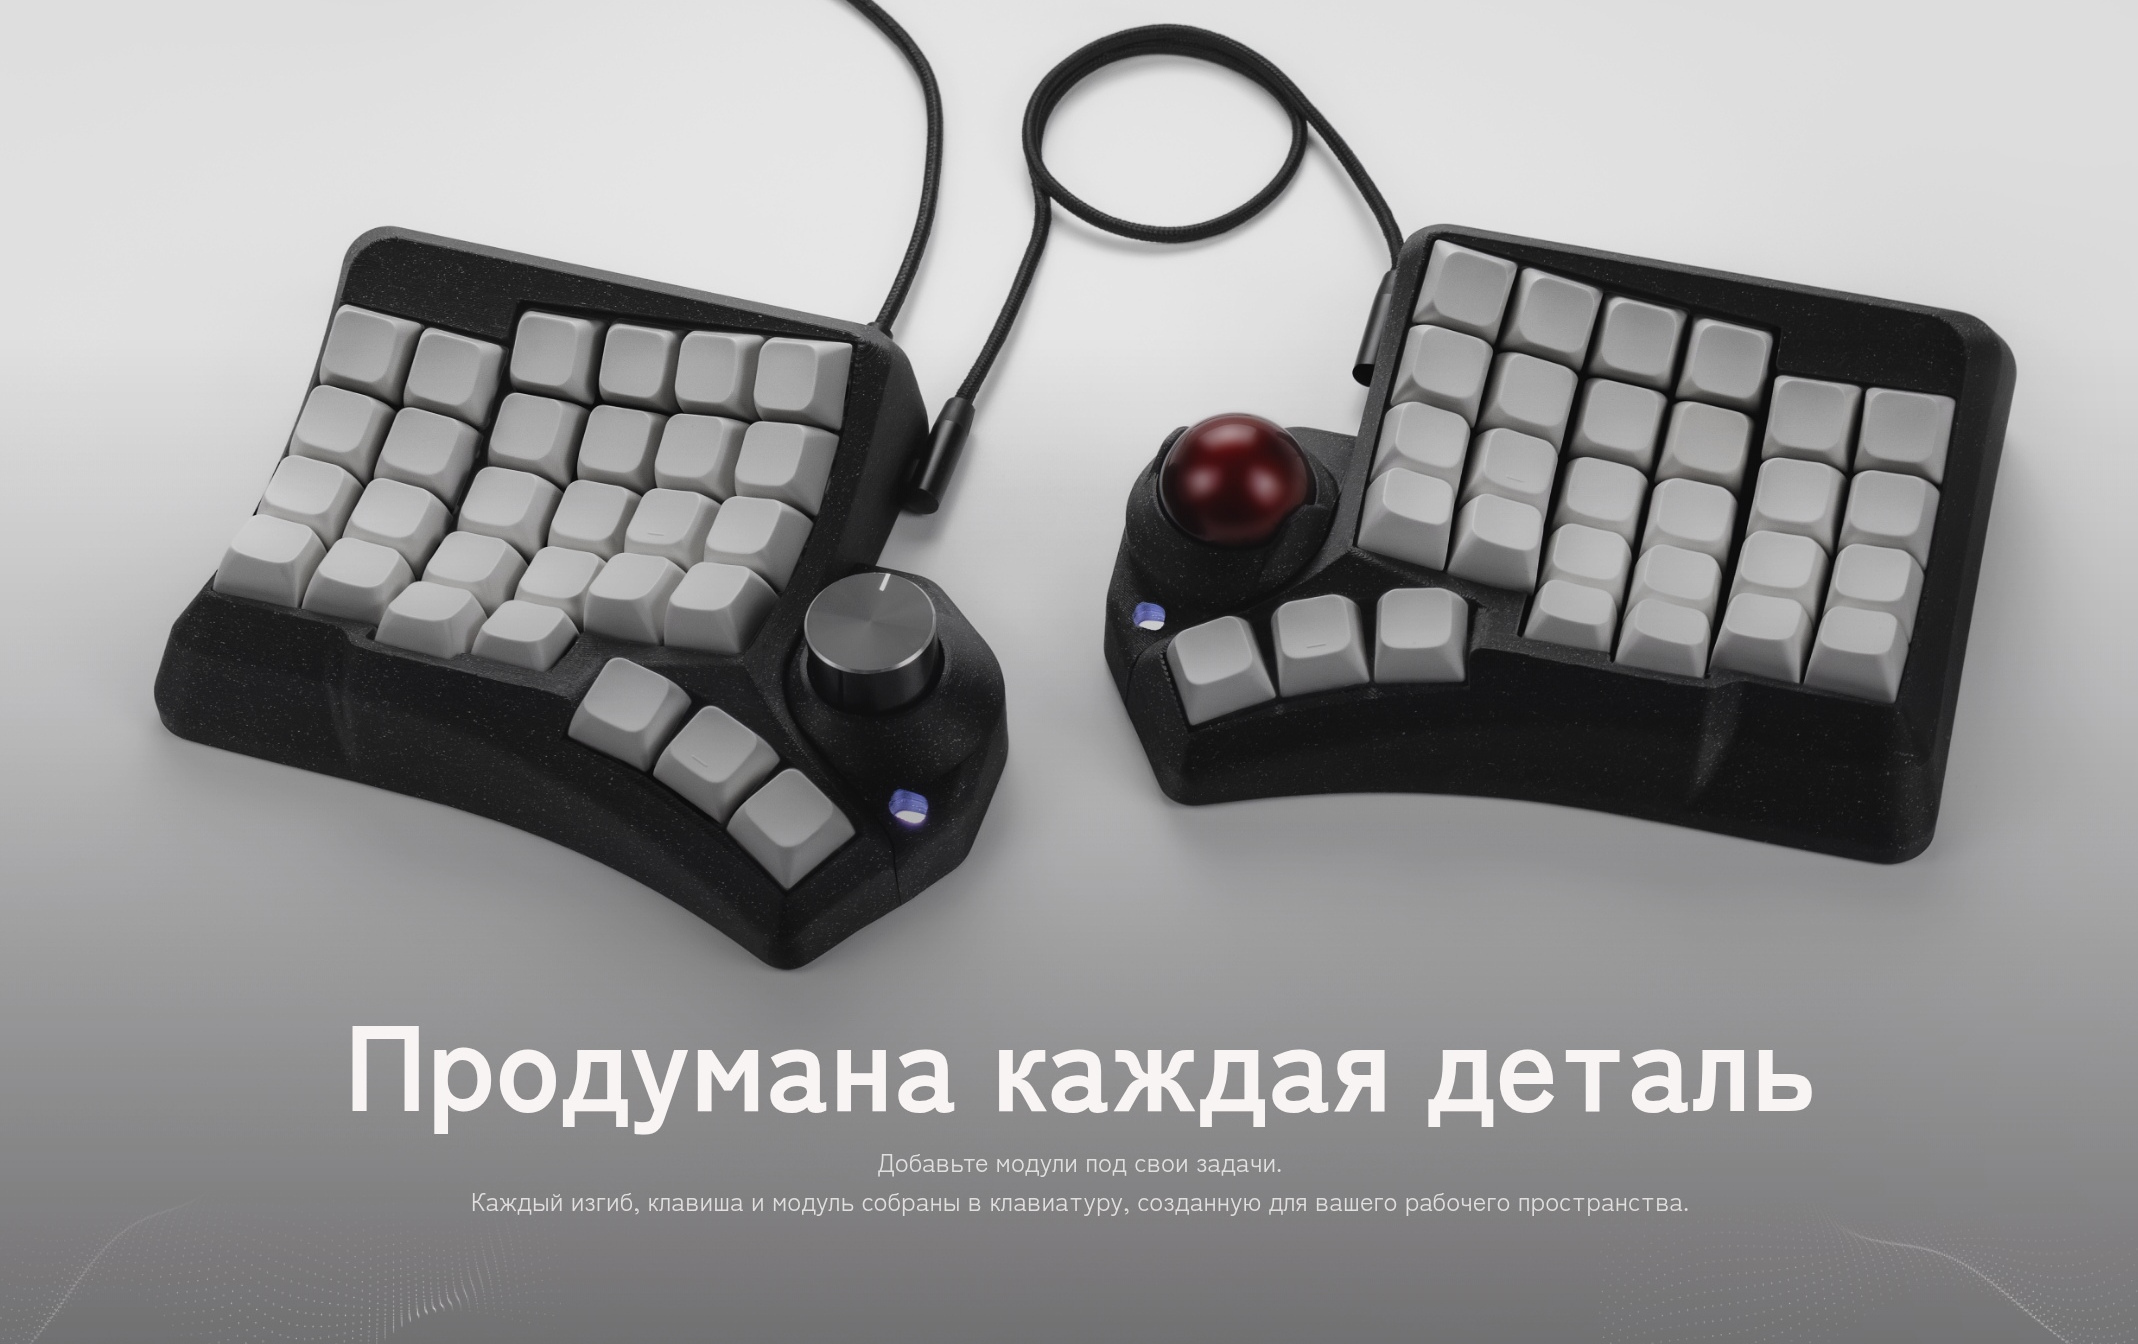 Продумана каждая деталь
Добавьте модули под свои задачи.
Каждый изгиб, клавиша и модуль собраны в клавиатуру, созданную для вашего рабочего пространства.